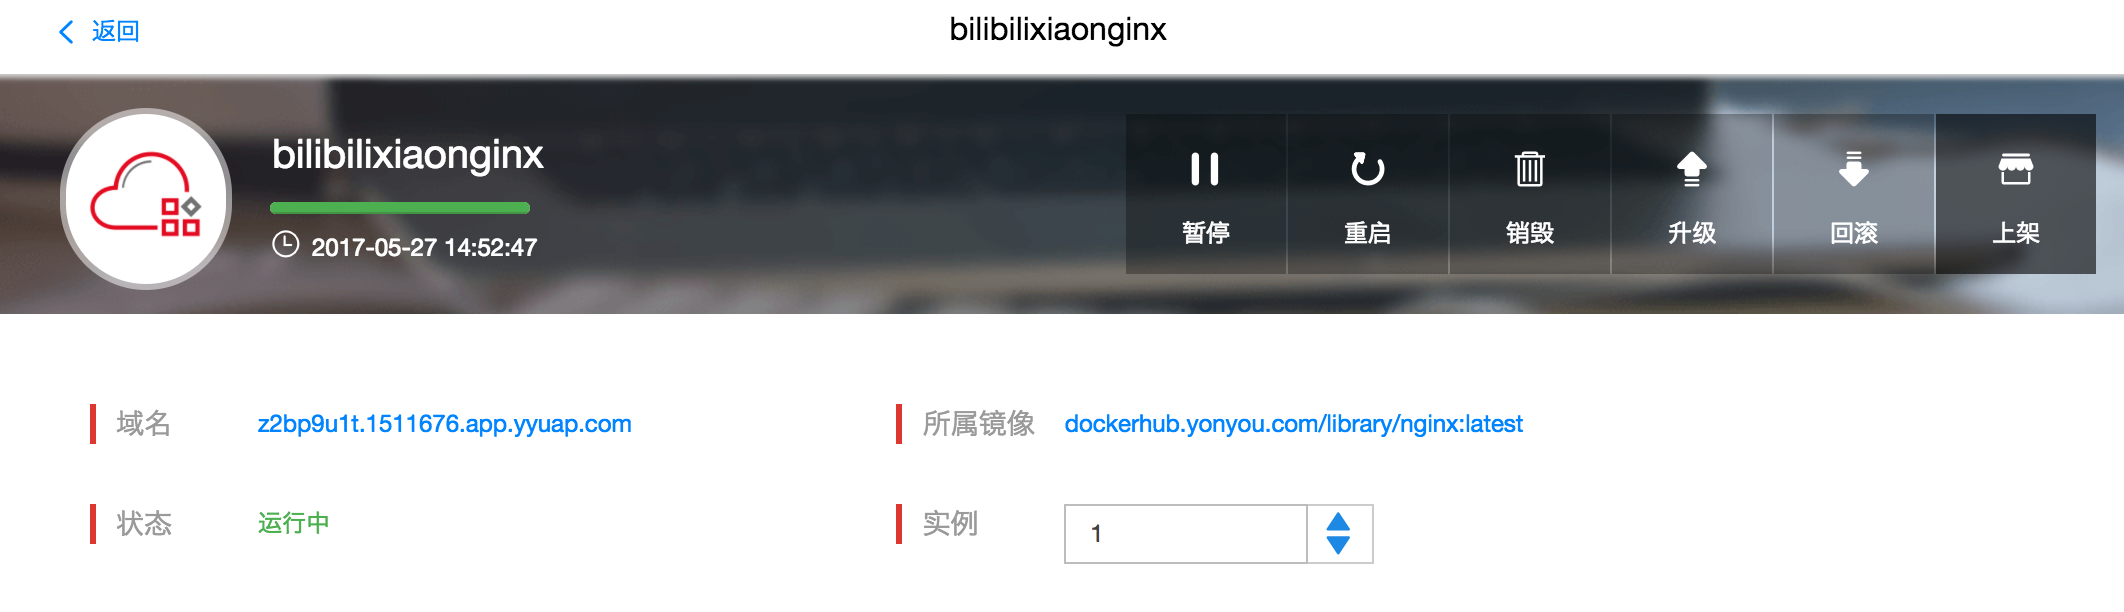 返回
bilibilixiaonginx
bilibilixiaonginx
2017-05-27 14:52:47
暂停
重启
销毁
升级
回滚
上架
域名 z2bp9u1t.1511676.app.yyuap.com
所属镜像 dockerhub.yonyou.com/library/nginx:latest
状态 运行中
实例 1